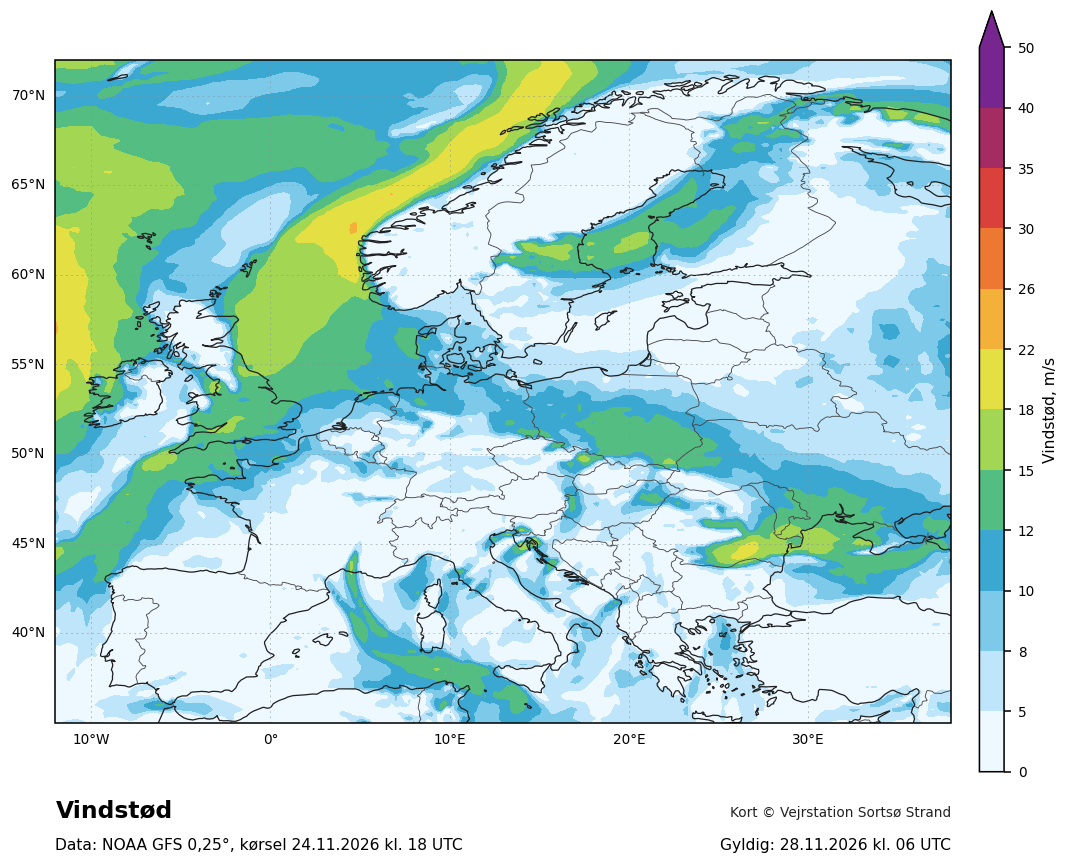 50
40
35
30
26
22
18
15
12
10
8
5
0
Vindstød, m/s
70°N
65°N
60°N
55°N
50°N
45°N
40°N
10°W
0°
10°E
20°E
30°E
Vindstød
Kort © Vejrstation Sortsø Strand
Data: NOAA GFS 0,25°, kørsel 24.11.2026 kl. 18 UTC
Gyldig: 28.11.2026 kl. 06 UTC